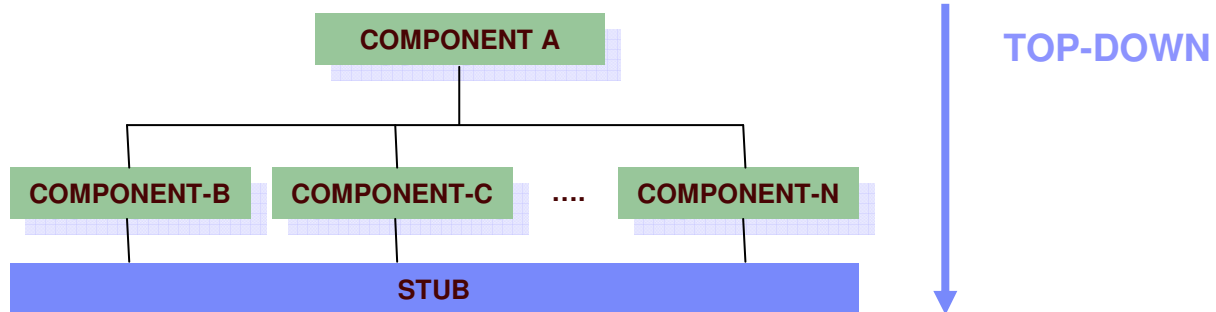 COMPONENT A
TOP-DOWN
COMPONENT-B
COMPONENT-C
....
COMPONENT-N
STUB